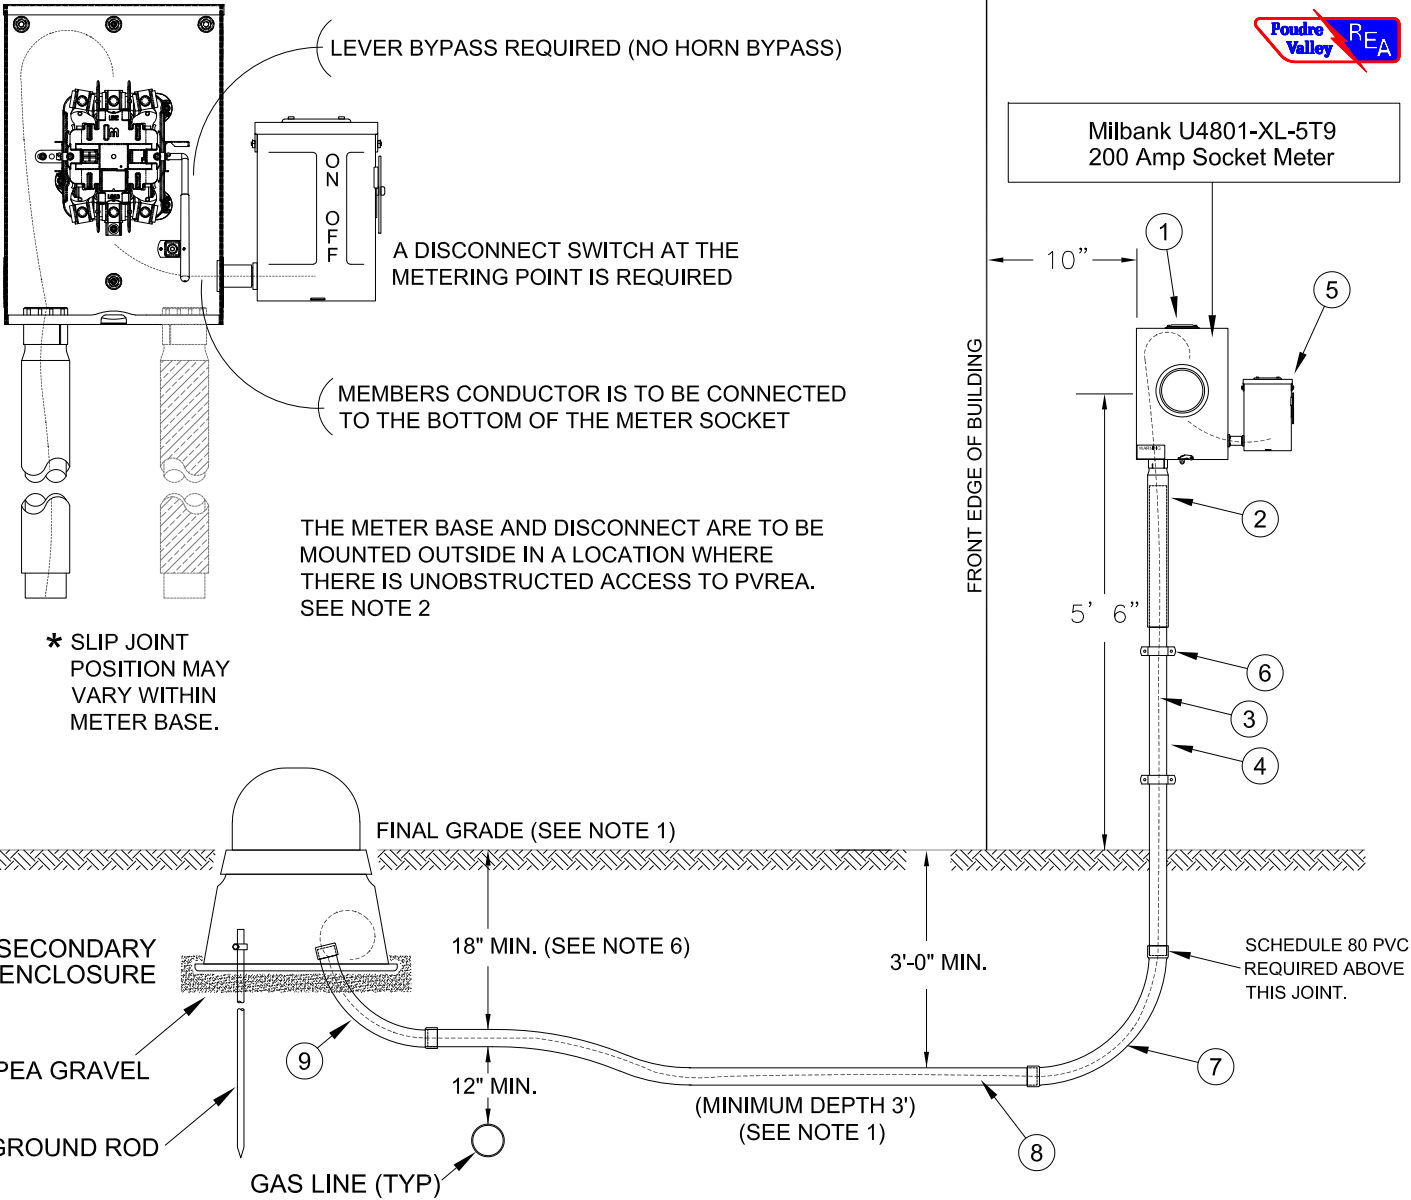 LEVER BYPASS REQUIRED (NO HORN BYPASS)
Poudre
Valley
REA
Milbank U4801-XL-5T9
200 Amp Socket Meter
ON OFF
A DISCONNECT SWITCH AT THE
METERING POINT IS REQUIRED
10"
1
5
FRONT EDGE OF BUILDING
MEMBERS CONDUCTOR IS TO BE CONNECTED
TO THE BOTTOM OF THE METER SOCKET
WARNING
2
THE METER BASE AND DISCONNECT ARE TO BE
MOUNTED OUTSIDE IN A LOCATION WHERE
THERE IS UNOBSTRUCTED ACCESS TO PVREA.
SEE NOTE 2
5' 6"
* SLIP JOINT
POSITION MAY
VARY WITHIN
METER BASE.
6
3
4
FINAL GRADE (SEE NOTE 1)
SECONDARY
ENCLOSURE
18" MIN. (SEE NOTE 6)
3'-0" MIN.
SCHEDULE 80 PVC
REQUIRED ABOVE
THIS JOINT.
PEA GRAVEL
9
12" MIN.
7
(MINIMUM DEPTH 3')
(SEE NOTE 1)
8
GROUND ROD
GAS LINE (TYP)